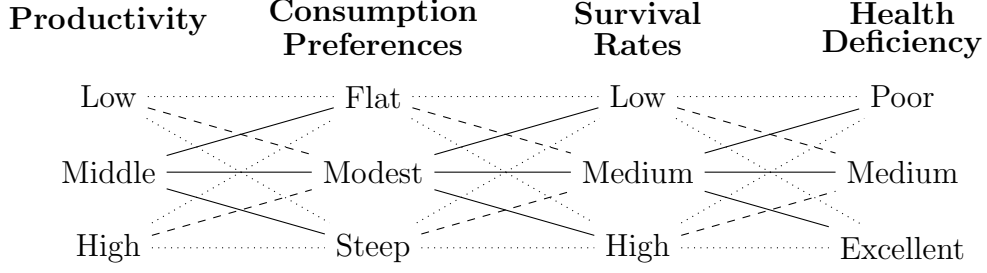 Productivity Consumption Preferences Survival Rates Health Deficiency
Low Flat Low Poor
Middle Modest Medium Medium
High Steep High Excellent